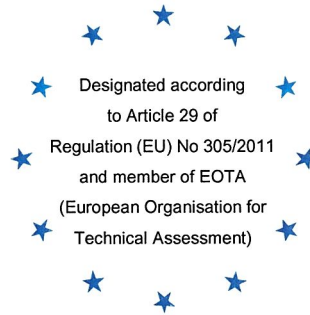 Designated according
to Article 29 of
Regulation (EU) No 305/2011
and member of EOTA
(European Organisation for
Technical Assessment)